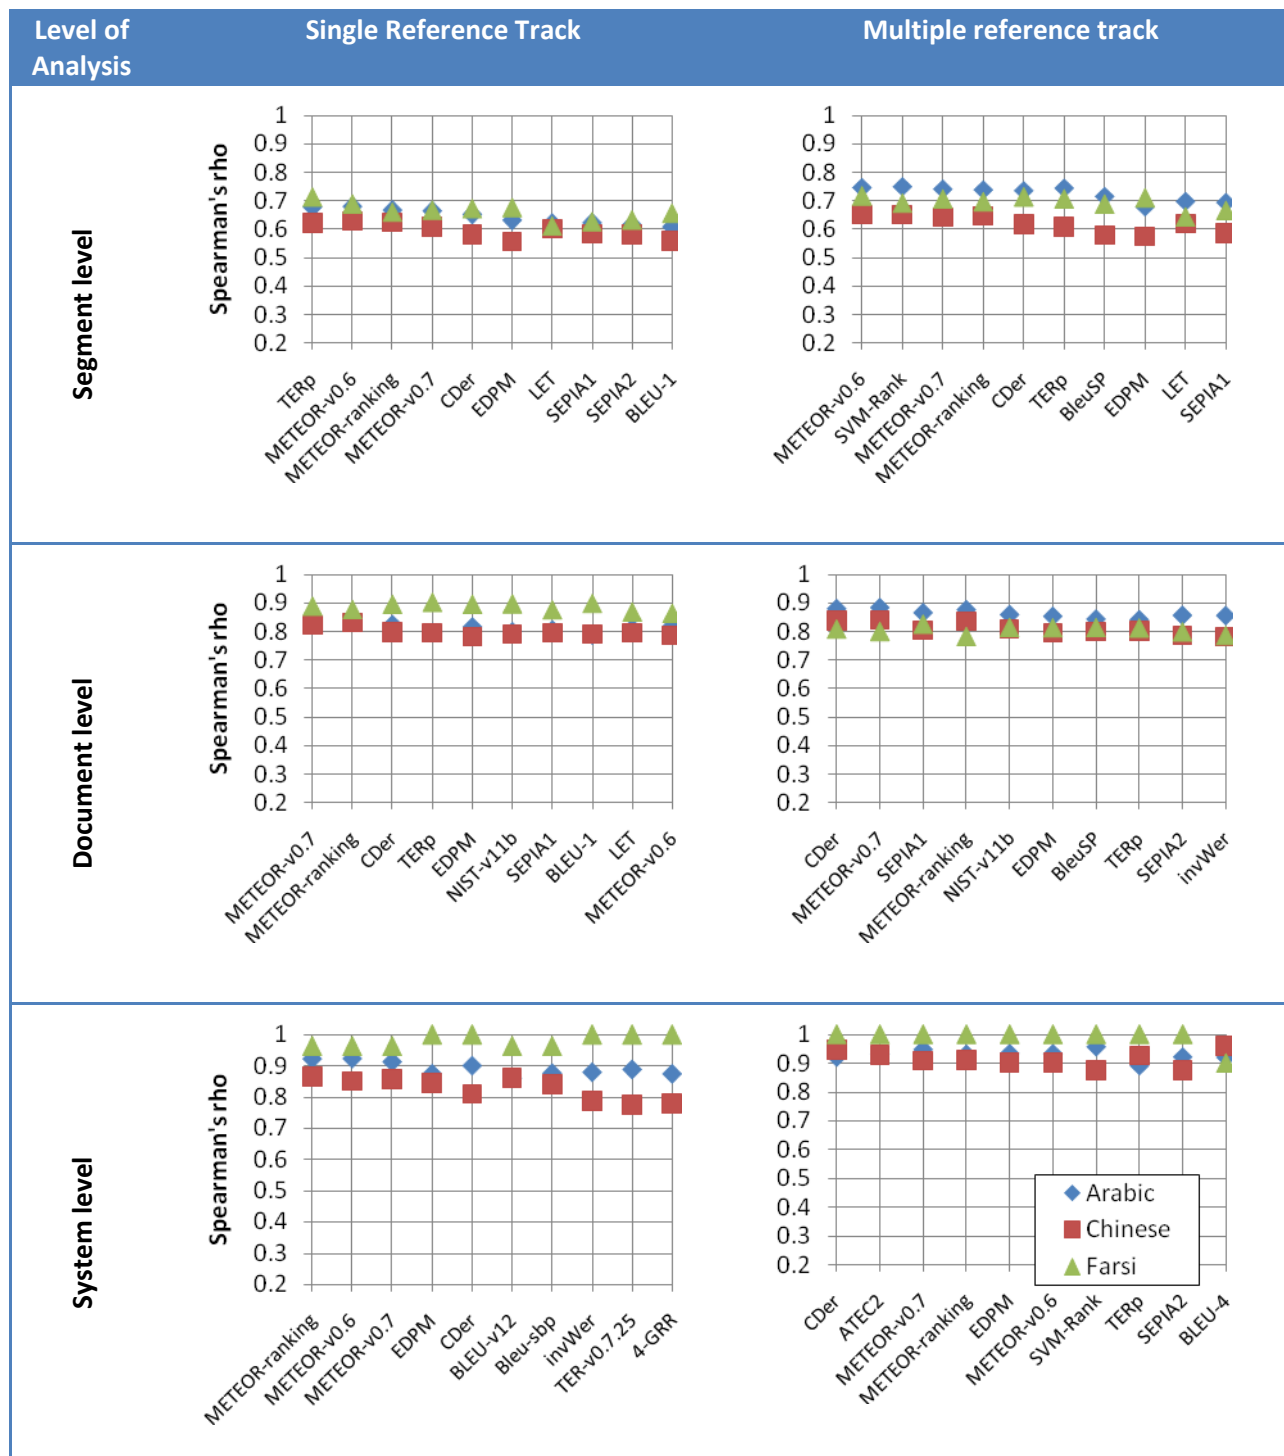 Level of Analysis
Single Reference Track
Multiple reference track
Segment level
Spearman's rho
1
0.9
0.8
0.7
0.6
0.5
0.4
0.3
0.2
TERp
METEOR-v0.6
METEOR-ranking
METEOR-v0.7
CDer
EDPM
LET
SEPIA1
SEPIA2
BLEU-1
1
0.9
0.8
0.7
0.6
0.5
0.4
0.3
0.2
METEOR-v0.6
SVM-Rank
METEOR-v0.7
METEOR-ranking
CDer
TERp
BleuSP
EDPM
LET
SEPIA1
Document level
Spearman's rho
1
0.9
0.8
0.7
0.6
0.5
0.4
0.3
0.2
METEOR-v0.7
METEOR-ranking
CDer
TERp
EDPM
NIST-v11b
SEPIA1
BLEU-1
LET
METEOR-v0.6
1
0.9
0.8
0.7
0.6
0.5
0.4
0.3
0.2
CDer
METEOR-v0.7
SEPIA1
METEOR-ranking
NIST-v11b
EDPM
BleuSP
TERp
SEPIA2
invWer
System level
Spearman's rho
1
0.9
0.8
0.7
0.6
0.5
0.4
0.3
0.2
METEOR-ranking
METEOR-v0.6
METEOR-v0.7
EDPM
CDer
BLEU-v12
Bleu-sbp
invWer
TER-v0.7.25
4-GRR
1
0.9
0.8
0.7
0.6
0.5
0.4
0.3
0.2
CDer
ATEC2
METEOR-v0.7
METEOR-ranking
EDPM
METEOR-v0.6
SVM-Rank
TERp
SEPIA2
BLEU-4
Arabic
Chinese
Farsi